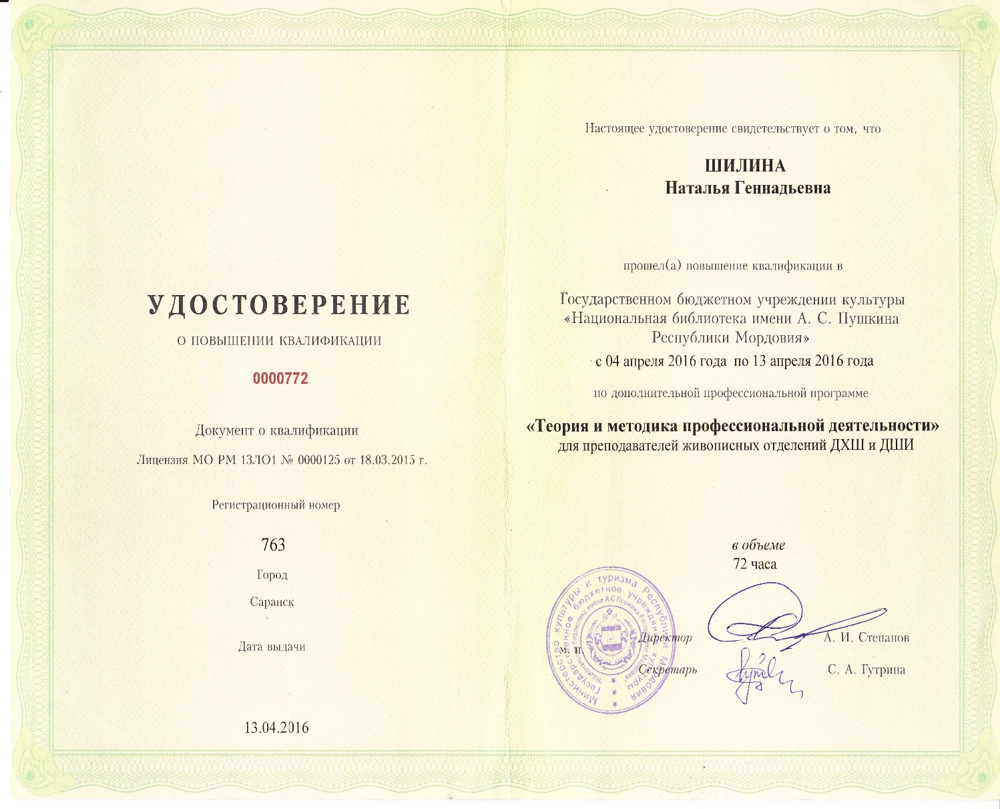 УДОСТОВЕРЕНИЕ
О ПОВЫШЕНИИ КВАЛИФИКАЦИИ
0000772
Документ о квалификации
Лицензия МО РМ 13ЛО1 № 0000125 от 18.03.2015 г.
Регистрационный номер
763
Город
Саранск
Дата выдачи
13.04.2016
Настоящее удостоверение свидетельствует о том, что
ШИЛИНА
Наталья Геннадьевна
прошел(а) повышение квалификации в
Государственном бюджетном учреждении культуры
«Национальная библиотека имени А. С. Пушкина
Республики Мордовия»
с 04 апреля 2016 года по 13 апреля 2016 года
по дополнительной профессиональной программе
«Теория и методика профессиональной деятельности»
для преподавателей живописных отделений ДХШ и ДШИ
в объеме
72 часа
Министерство культуры и туризма Республики Мордовия
Государственное бюджетное учреждение культуры
"Национальная библиотека имени А.С.Пушкина Республики Мордовия"
М. П.
Директор А. И. Степанов
Секретарь С. А. Гутрина